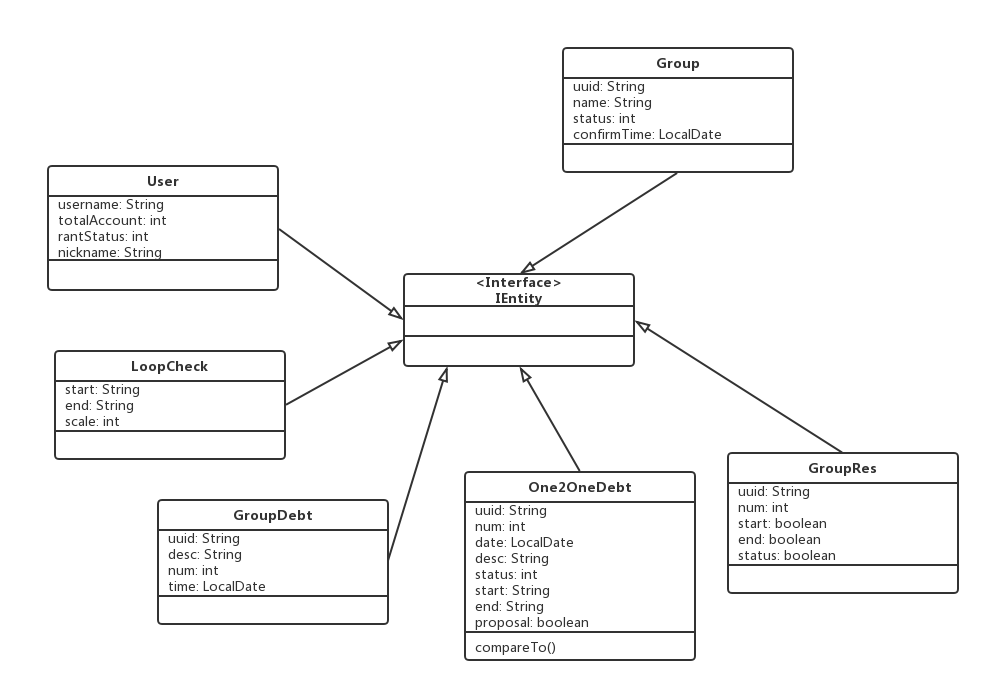 Group
uuid: String
name: String
status: int
confirmTime: LocalDate
User
username: String
totalAccount: int
rantStatus: int
nickname: String
<Interface>
IEntity
LoopCheck
start: String
end: String
scale: int
GroupDebt
uuid: String
desc: String
num: int
time: LocalDate
One2OneDebt
uuid: String
num: int
date: LocalDate
desc: String
status: int
start: String
end: String
proposal: boolean
compareTo()
GroupRes
uuid: String
num: int
start: boolean
end: boolean
status: boolean